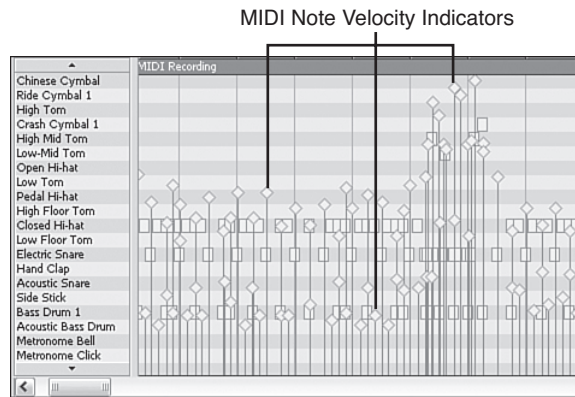 MIDI Note Velocity Indicators
MIDI Recording
Chinese Cymbal
Ride Cymbal 1
High Tom
Crash Cymbal 1
High Mid Tom
Low-Mid Tom
Open Hi-hat
Low Tom
Pedal Hi-hat
High Floor Tom
Closed Hi-hat
Low Floor Tom
Electric Snare
Hand Clap
Acoustic Snare
Side Stick
Bass Drum 1
Acoustic Bass Drum
Metronome Bell
Metronome Click